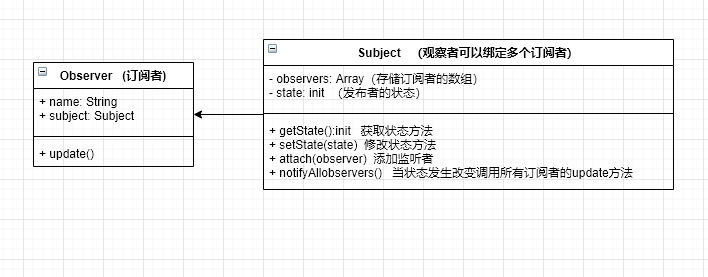 Observer (订阅者)
+ name: String
+ subject: Subject
+ update()
Subject (观察者可以绑定多个订阅者)
- observers: Array（存储订阅者的数组）
- state: init （发布者的状态）
+ getState():init 获取状态方法
+ setState(state) 修改状态方法
+ attach(observer) 添加监听者
+ notifyAllobservers() 当状态发生改变调用所有订阅者的update方法